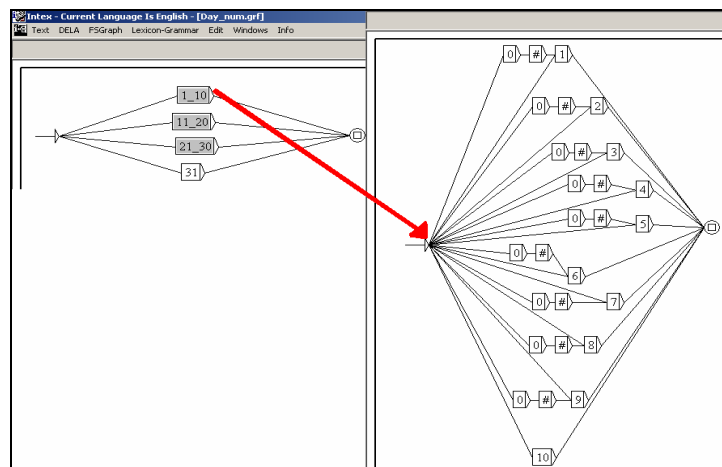 Intex - Current Language Is English - [Day_num.grf]
Text DELA FSGraph Lexicon-Grammar Edit Windows Info
1_10
11_20
21_30
31
0 # 1
0 # 2
0 # 3
0 # 4
0 # 5
0 # 6
0 # 7
0 # 8
0 # 9
10